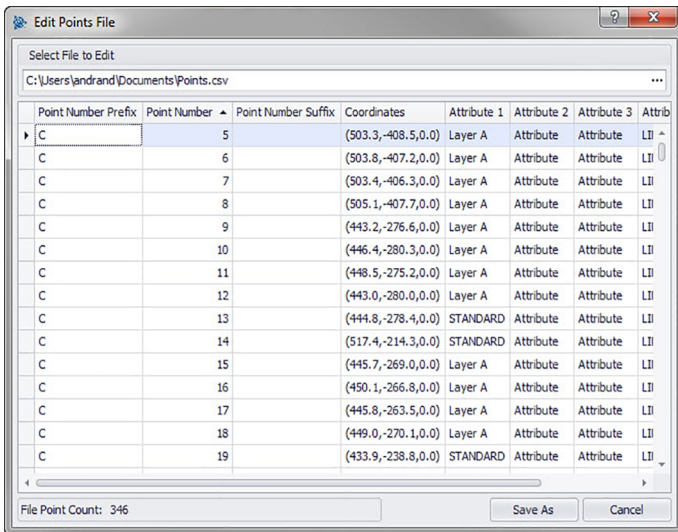 Edit Points File
Select File to Edit
C:\Users\andrand\Documents\Points.csv ...
Point Number Prefix Point Number Point Number Suffix Coordinates Attribute 1 Attribute 2 Attribute 3 Attrib
C 5 (503.3,-408.5,0.0) Layer A Attribute Attribute
C 6 (503.8,-407.2,0.0) Layer A Attribute Attribute
C 7 (503.4,-406.3,0.0) Layer A Attribute Attribute
C 8 (505.1,-407.7,0.0) Layer A Attribute Attribute
C 9 (443.2,-276.6,0.0) Layer A Attribute Attribute
C 10 (446.4,-280.3,0.0) Layer A Attribute Attribute
C 11 (448.5,-275.2,0.0) Layer A Attribute Attribute
C 12 (443.0,-280.0,0.0) Layer A Attribute Attribute
C 13 (444.8,-278.4,0.0) STANDARD Attribute Attribute
C 14 (517.4,-214.3,0.0) STANDARD Attribute Attribute
C 15 (445.7,-269.0,0.0) Layer A Attribute Attribute
C 16 (450.1,-266.8,0.0) Layer A Attribute Attribute
C 17 (445.8,-263.5,0.0) Layer A Attribute Attribute
C 18 (449.0,-270.1,0.0) Layer A Attribute Attribute
C 19 (433.9,-238.8,0.0) STANDARD Attribute Attribute
File Point Count: 346 Save As Cancel